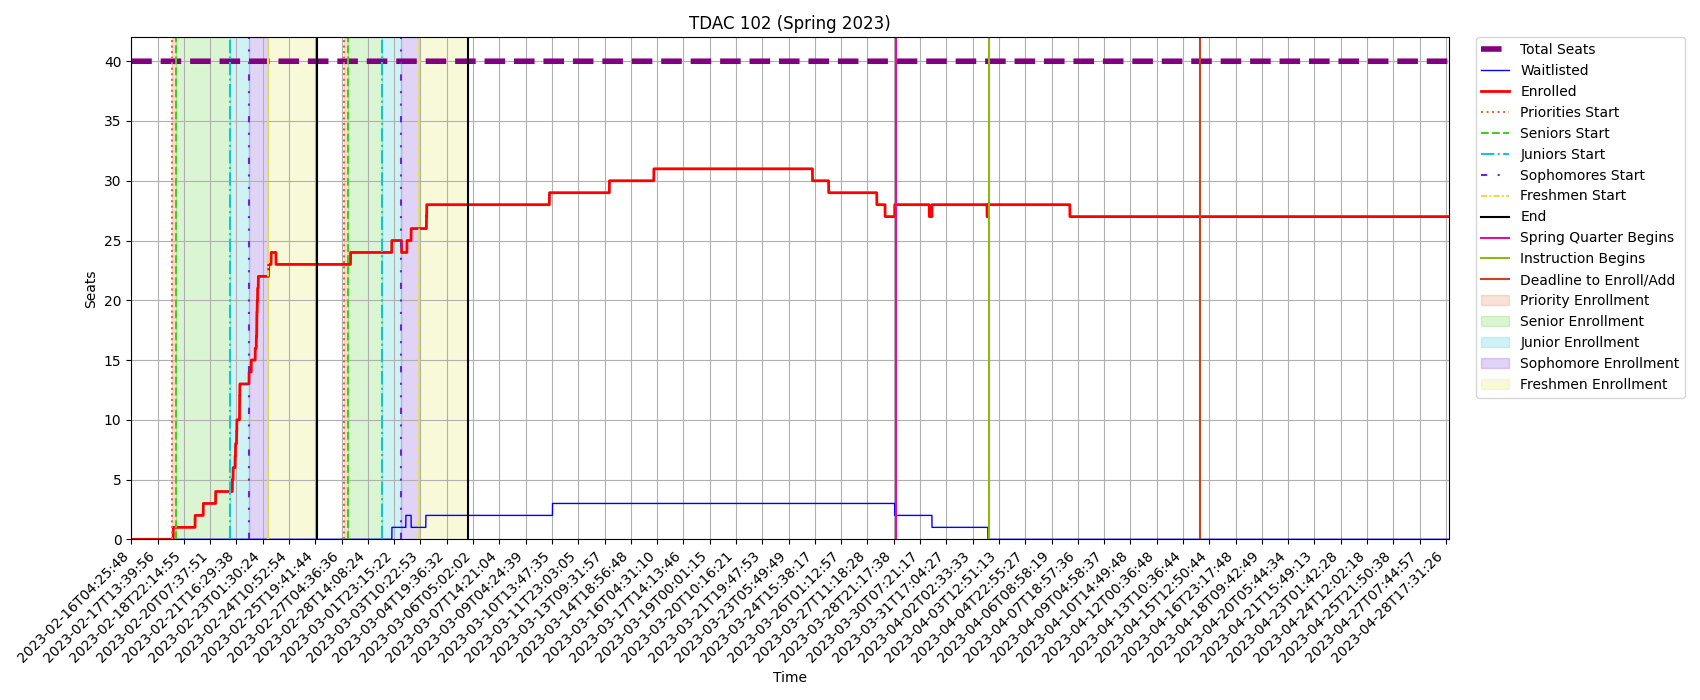 TDAC 102 (Spring 2023)
Seats
40
35
30
25
20
15
10
5
0
2023-02-16T04:25:48
2023-02-17T13:39:56
2023-02-18T22:14:55
2023-02-20T07:37:51
2023-02-21T16:29:38
2023-02-23T01:30:24
2023-02-24T10:52:54
2023-02-25T19:41:44
2023-02-27T04:36:36
2023-02-28T14:08:24
2023-03-01T23:15:22
2023-03-03T10:22:53
2023-03-04T19:36:32
2023-03-06T05:02:02
2023-03-07T14:21:04
2023-03-09T04:24:39
2023-03-10T13:47:35
2023-03-11T23:03:05
2023-03-13T09:31:57
2023-03-14T18:56:48
2023-03-16T04:31:10
2023-03-17T14:13:46
2023-03-19T00:01:15
2023-03-20T10:16:21
2023-03-21T19:47:53
2023-03-23T05:49:49
2023-03-24T15:38:17
2023-03-26T01:12:57
2023-03-27T11:18:28
2023-03-28T21:17:38
2023-03-30T07:21:17
2023-03-31T17:04:27
2023-04-02T02:33:33
2023-04-03T12:51:13
2023-04-04T22:55:27
2023-04-06T08:58:19
2023-04-07T18:57:36
2023-04-09T04:58:37
2023-04-10T14:49:48
2023-04-12T00:36:48
2023-04-13T10:36:44
2023-04-15T12:50:44
2023-04-16T23:17:48
2023-04-18T09:42:49
2023-04-20T05:44:34
2023-04-21T15:49:13
2023-04-23T01:42:28
2023-04-24T12:02:18
2023-04-25T21:50:38
2023-04-27T07:44:57
2023-04-28T17:31:26
Time
Total Seats
Waitlisted
Enrolled
Priorities Start
Seniors Start
Juniors Start
Sophomores Start
Freshmen Start
End
Spring Quarter Begins
Instruction Begins
Deadline to Enroll/Add
Priority Enrollment
Senior Enrollment
Junior Enrollment
Sophomore Enrollment
Freshmen Enrollment